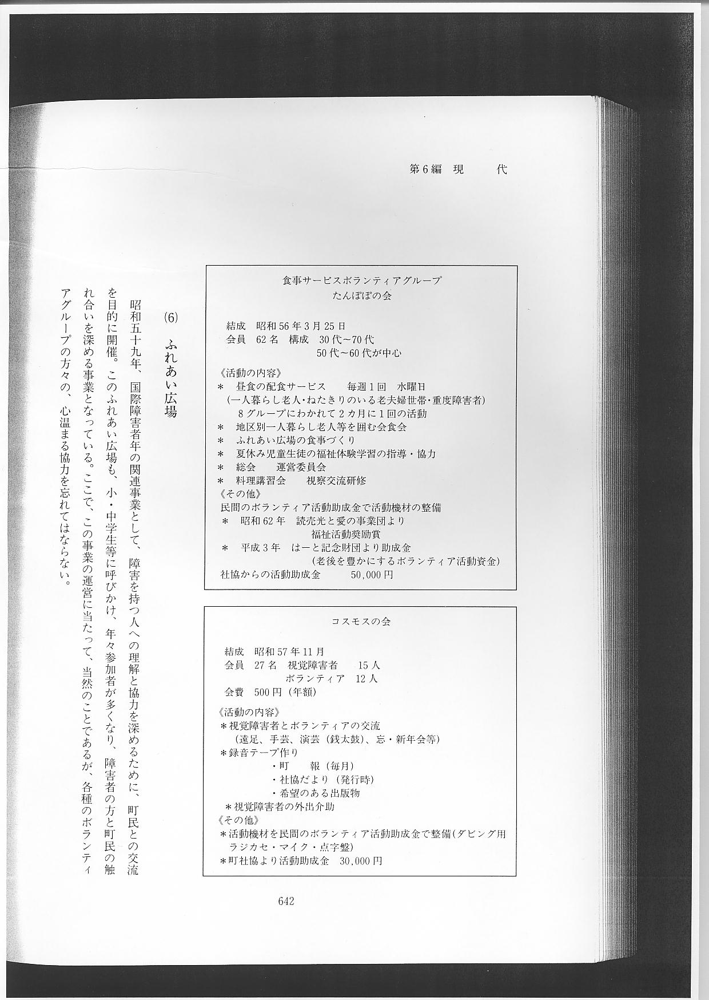 第6編 現 代
食事サービスボランティアグループ
たんぽぽの会
結成 昭和56年3月25日
会員 62名 構成 30代~70代
50代~60代が中心
《活動の内容》
* 昼食の配食サービス 毎週1回 水曜日
(一人暮らし老人・ねたきりのいる老夫婦世帯・重度障害者)
8グループにわかれて2カ月に1回の活動
* 地区別一人暮らし老人等を囲む会食会
* ふれあい広場の食事づくり
* 夏休み児童生徒の福祉体験学習の指導・協力
* 総会 運営委員会
* 料理講習会 視察交流研修
《その他》
民間のボランティア活動助成金で活動機材の整備
* 昭和62年 読売光と愛の事業団より
福祉活動奨励賞
* 平成3年 はーと記念財団より助成金
(老後を豊かにするボランティア活動資金)
社協からの活動助成金 50,000円
コスモスの会
結成 昭和57年11月
会員 27名 視覚障害者 15人
ボランティア 12人
会費 500円(年額)
《活動の内容》
*視覚障害者とボランティアの交流
(遠足、手芸、演芸(銭太鼓)、忘・新年会等)
*録音テープ作り
・町 報(毎月)
・社協だより(発行時)
・希望のある出版物
*視覚障害者の外出介助
《その他》
*活動機材を民間のボランティア活動助成金で整備(ダビング用
ラジカセ・マイク・点字盤)
*町社協より活動助成金 30,000円
(6) ふれあい広場
昭和五十九年、国際障害者年の関連事業として、障害を持つ人への理解と協力を深めるために、町民との交流
を目的に開催。このふれあい広場も、小・中学生等に呼びかけ、年々参加者が多くなり、障害者の方と町民の触
れ合いを深める事業となっている。ここで、この事業の運営に当たって、当然のことであるが、各種のボランティ
アグループの方々の、心温まる協力を忘れてはならない。
642